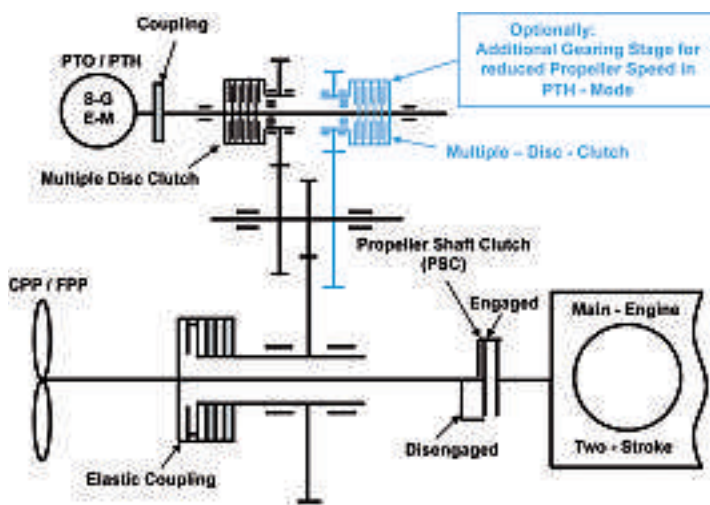 Coupling
PTO / PTH
S-G
E-M
Multiple Disc Clutch
Optionally:
Additional Gearing Stage for
reduced Propeller Speed in
PTH - Mode
Multiple – Disc - Clutch
Propeller Shaft Clutch
(PSC)
Engaged
CPP / FPP
Main - Engine
Two - Stroke
Disengaged
Elastic Coupling